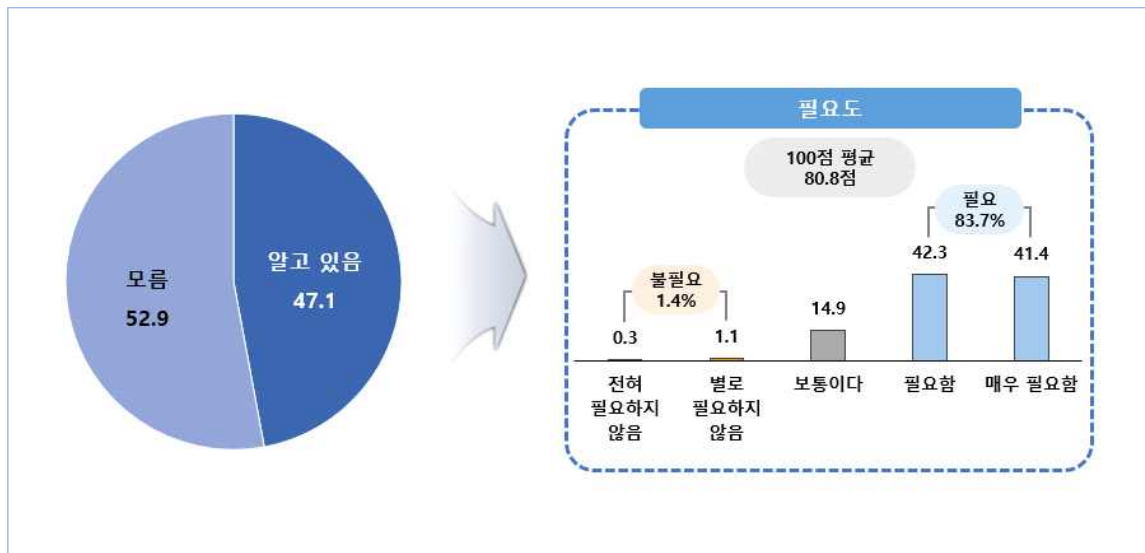 모름
52.9
알고 있음
47.1
필요도
100점 평균
80.8점
불필요
1.4%
필요
83.7%
0.3
1.1
14.9
42.3
41.4
전혀
필요하지
않음
별로
필요하지
않음
보통이다
필요함
매우 필요함